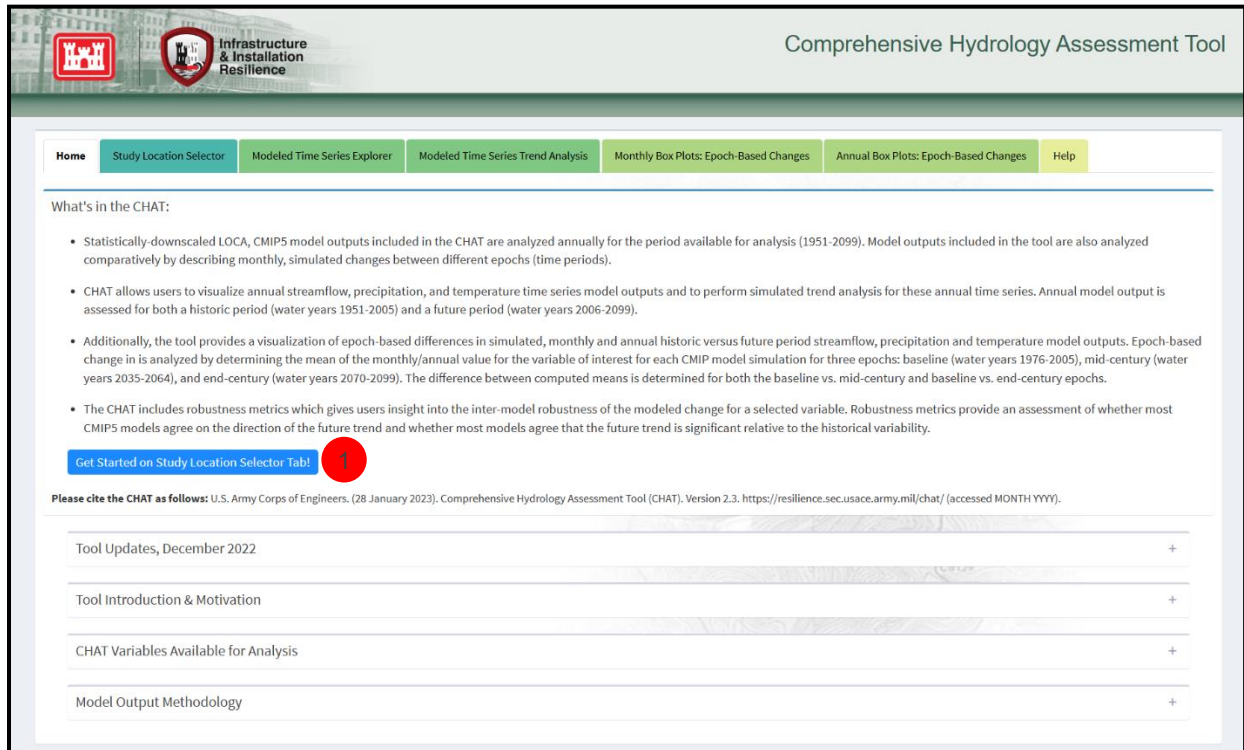 Infrastructure
& Installation
Resilience
Comprehensive Hydrology Assessment Tool
Home Study Location Selector Modeled Time Series Explorer Modeled Time Series Trend Analysis Monthly Box Plots: Epoch-Based Changes Annual Box Plots: Epoch-Based Changes Help
What's in the CHAT:
• Statistically-downscaled LOCA, CMIP5 model outputs included in the CHAT are analyzed annually for the period available for analysis (1951-2099). Model outputs included in the tool are also analyzed
comparatively by describing monthly, simulated changes between different epochs (time periods).
• CHAT allows users to visualize annual streamflow, precipitation, and temperature time series model outputs and to perform simulated trend analysis for these annual time series. Annual model output is
assessed for both a historic period (water years 1951-2005) and a future period (water years 2006-2099).
• Additionally, the tool provides a visualization of epoch-based differences in simulated, monthly and annual historic versus future period streamflow, precipitation and temperature model outputs. Epoch-based
change in is analyzed by determining the mean of the monthly/annual value for the variable of interest for each CMIP model simulation for three epochs: baseline (water years 1976-2005), mid-century (water
years 2035-2064), and end-century (water years 2070-2099). The difference between computed means is determined for both the baseline vs. mid-century and baseline vs. end-century epochs.
• The CHAT includes robustness metrics which gives users insight into the inter-model robustness of the modeled change for a selected variable. Robustness metrics provide an assessment of whether most
CMIP5 models agree on the direction of the future trend and whether most models agree that the future trend is significant relative to the historical variability.
Get Started on Study Location Selector Tab! 1
Please cite the CHAT as follows: U.S. Army Corps of Engineers. (28 January 2023). Comprehensive Hydrology Assessment Tool (CHAT). Version 2.3. https://resilience.sec.usace.army.mil/chat/ (accessed MONTH YYYY).
Tool Updates, December 2022 +
Tool Introduction & Motivation +
CHAT Variables Available for Analysis +
Model Output Methodology +